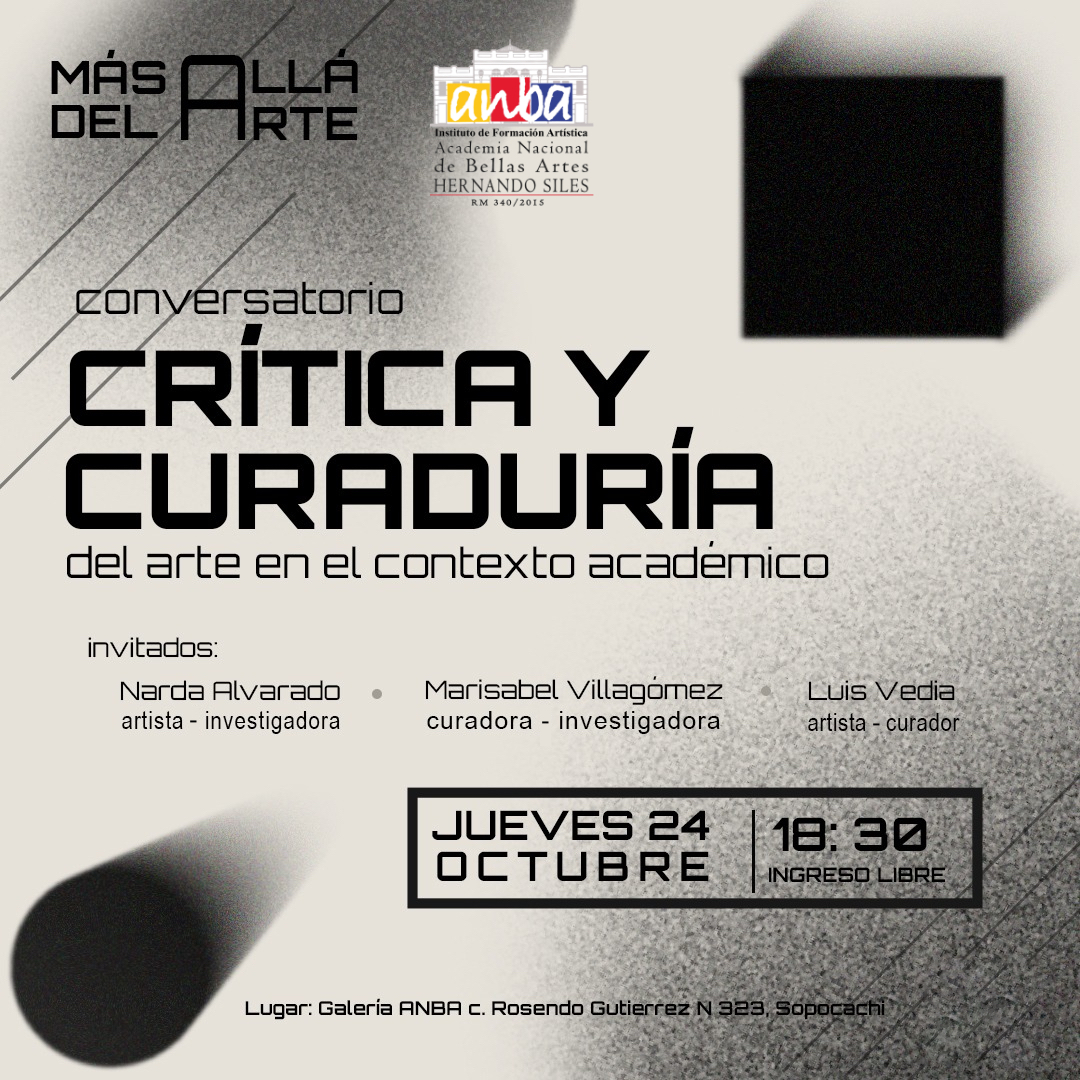 MÁS ALLÁ
DEL ARTE
anba
Instituto de Formación Artística
Academia Nacional
de Bellas Artes
HERNANDO SILES
RM 340/2015
conversatorio
CRÍTICA Y
CURADURÍA
del arte en el contexto académico
invitados:
Narda Alvarado
artista - investigadora
Marisabel Villagómez
curadora - investigadora
Luis Vedia
artista - curador
JUEVES 24
OCTUBRE
18: 30
INGRESO LIBRE
Lugar: Galería ANBA c. Rosendo Gutierrez N 323, Sopocachi